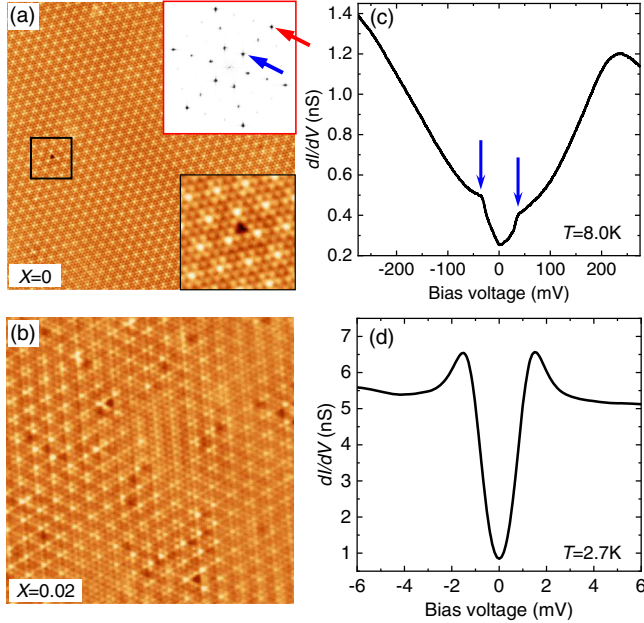 (a)
X=0
(b)
X=0.02
(c)
1.4
1.2
1.0
0.8
0.6
0.4
0.2
dI/dV (nS)
T=8.0K
-200 -100 0 100 200
Bias voltage (mV)
(d)
7
6
5
4
3
2
1
dI/dV (nS)
T=2.7K
-6 -4 -2 0 2 4 6
Bias voltage (mV)